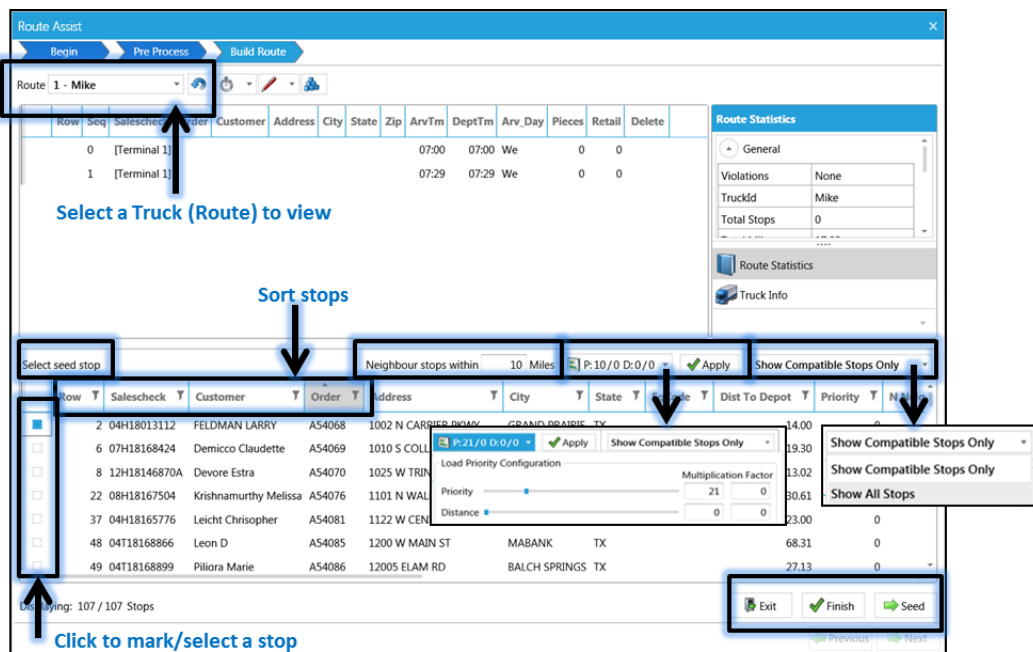 Route Assist
Begin Pre Process Build Route
Route 1 - Mike
Row Seq Salescheck Customer Address City State Zip ArvTm DeptTm Arv_Day Pieces Retail Delete
0 [Terminal 1] 07:00 07:00 We 0 0
1 [Terminal 1] 07:29 07:29 We 0 0
Select a Truck (Route) to view
Route Statistics
General
Violations None
TruckId Mike
Total Stops 0
Route Statistics
Truck Info
Sort stops
Select seed stop Neighbour stops within 10 Miles P:10/0 D:0/0 Apply Show Compatible Stops Only
Row Salescheck Customer Order Address City State Dist To Depot Priority
2 04H18013112 FELDMAN LARRY A54068 1002 N CARRIER PKWY GRAND PRAIRIE TX 14.00
6 07H18168424 Demicco Claudette A54069 1010 S COLL 19.30
8 12H18146870A Devore Estra A54070 1025 W TRIN 13.02
22 08H18167504 Krishnamurthy Melissa A54076 1101 N WAL 30.61
37 04H18165776 Leicht Chrisopher A54081 1122 W CEN 23.00 0
48 04T18168866 Leon D A54085 1200 W MAIN ST MABANK TX 68.31 0
49 04T18168899 Piligra Marie A54086 12005 ELAM RD BALCH SPRINGS TX 27.13 0
P:21/0 D:0/0 Apply Show Compatible Stops Only
Load Priority Configuration
Multiplication Factor
Priority 21 0
Distance 0 0
Show Compatible Stops Only
Show Compatible Stops Only
Show All Stops
Displaying: 107 / 107 Stops
Exit Finish Seed
Click to mark/select a stop
Previous Next